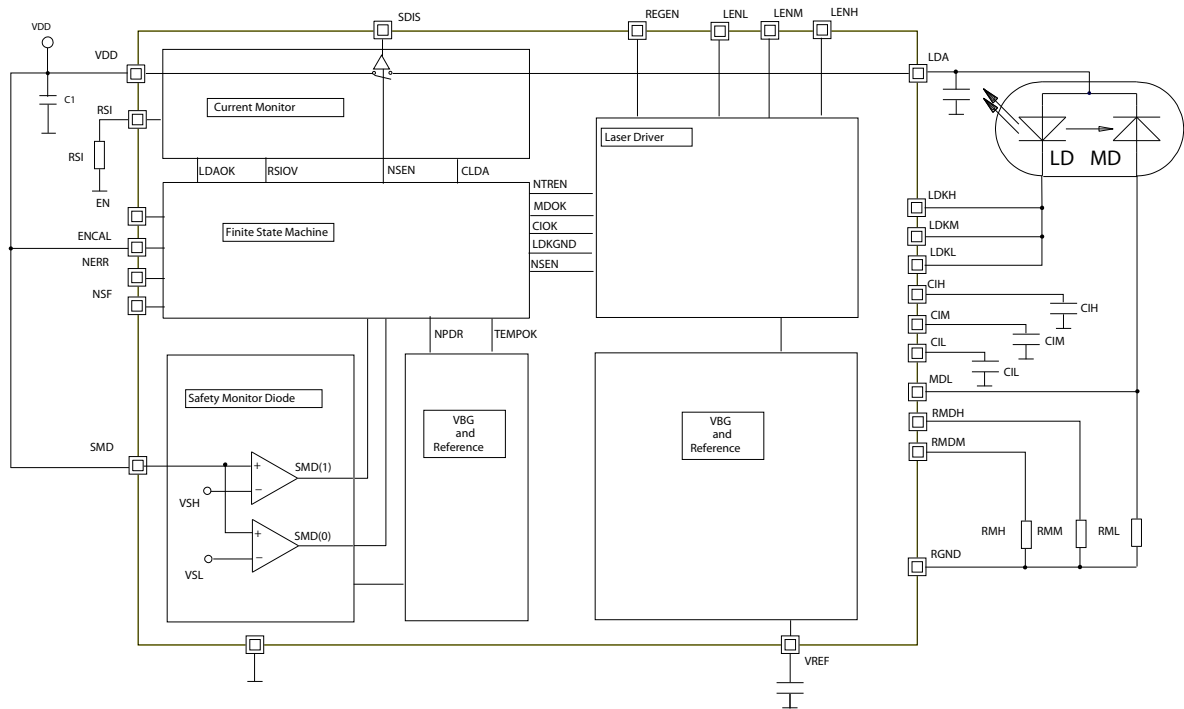 SDIS
REGEN
LENL
LENM
LENH
VDD
VDD
LDA
C1
RSI
Current Monitor
RSI
Laser Driver
LD MD
LDAOK
RSIOV
NSEN
CLDA
EN
NTREN
MDOK
CIOK
LDKGND
NSEN
Finite State Machine
ENCAL
NERR
NSF
LDKH
LDKM
LDKL
CIH
CIH
CIM
CIM
CIL
CIL
MDL
NPDR
TEMPOK
Safety Monitor Diode
VBG
and
Reference
VBG
and
Reference
RMDH
RMDM
SMD
+
SMD(1)
−
VSH
+
SMD(0)
−
VSL
RMH
RMM
RML
RGND
VREF